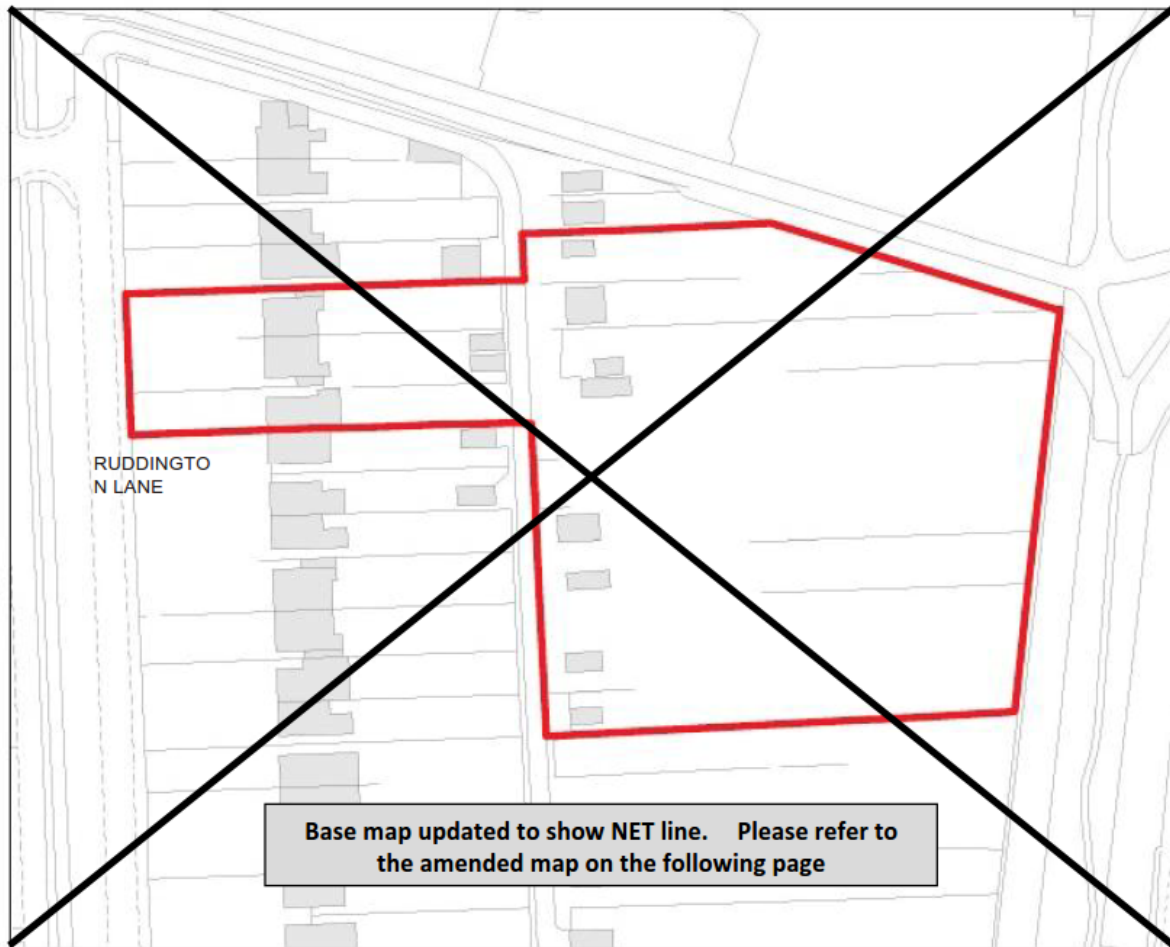 RUDDINGTO
N LANE
Base map updated to show NET line. Please refer to
the amended map on the following page